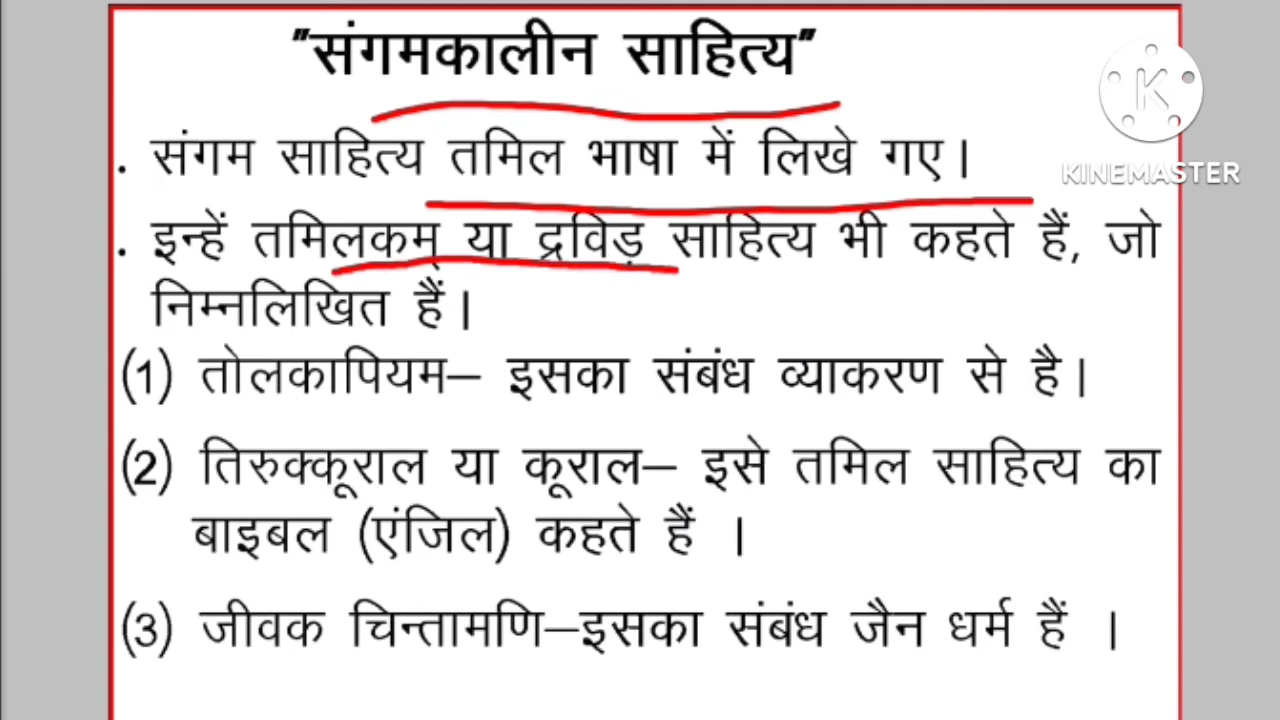 "संगमकालीन साहित्य"
K
KINEMASTER
. संगम साहित्य तमिल भाषा में लिखे गए।
. इन्हें तमिलकम् या द्रविड़ साहित्य भी कहते हैं, जो
निम्नलिखित हैं।
(1) तोलकापियम– इसका संबंध व्याकरण से है।
(2) तिरुक्कूराल या कूराल– इसे तमिल साहित्य का
बाइबल (एंजिल) कहते हैं ।
(3) जीवक चिन्तामणि–इसका संबंध जैन धर्म हैं ।